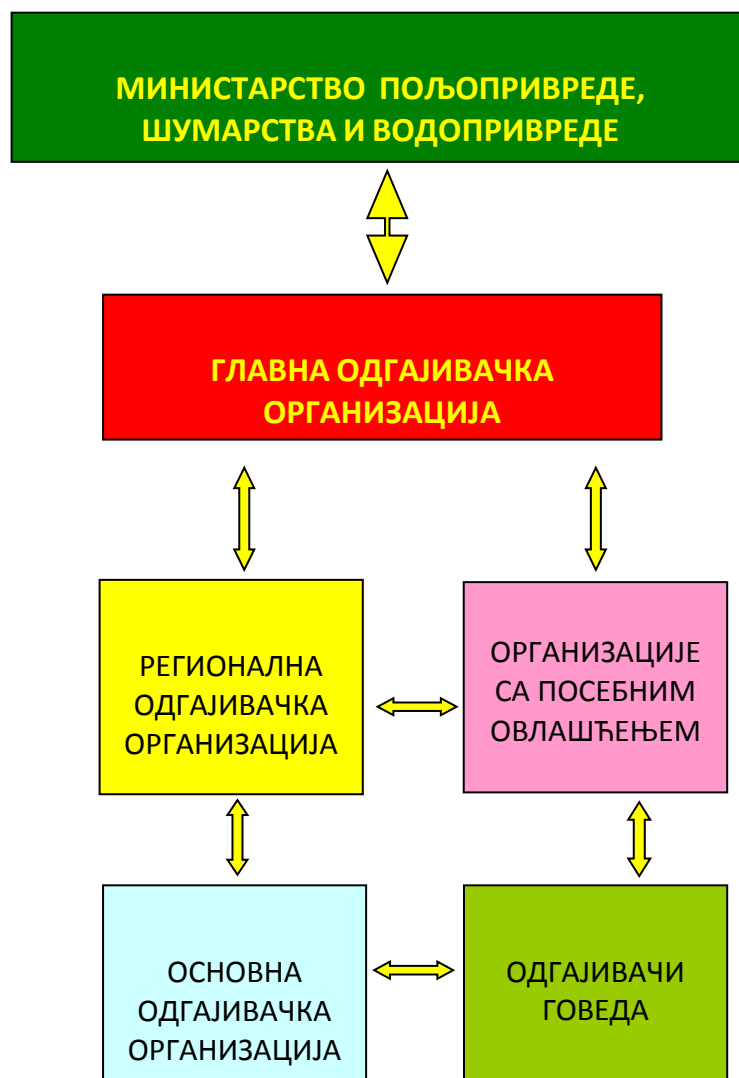 МИНИСТАРСТВО ПОЉОПРИВРЕДЕ,
ШУМАРСТВА И ВОДОПРИВРЕДЕ
ГЛАВНА ОДГАЈИВАЧКА
ОРГАНИЗАЦИЈА
РЕГИОНАЛНА
ОДГАЈИВАЧКА
ОРГАНИЗАЦИЈА
ОРГАНИЗАЦИЈЕ
СА ПОСЕБНИМ
ОВЛАШЋЕЊЕМ
ОСНОВНА
ОДГАЈИВАЧКА
ОРГАНИЗАЦИЈА
ОДГАЈИВАЧИ
ГОВЕДА